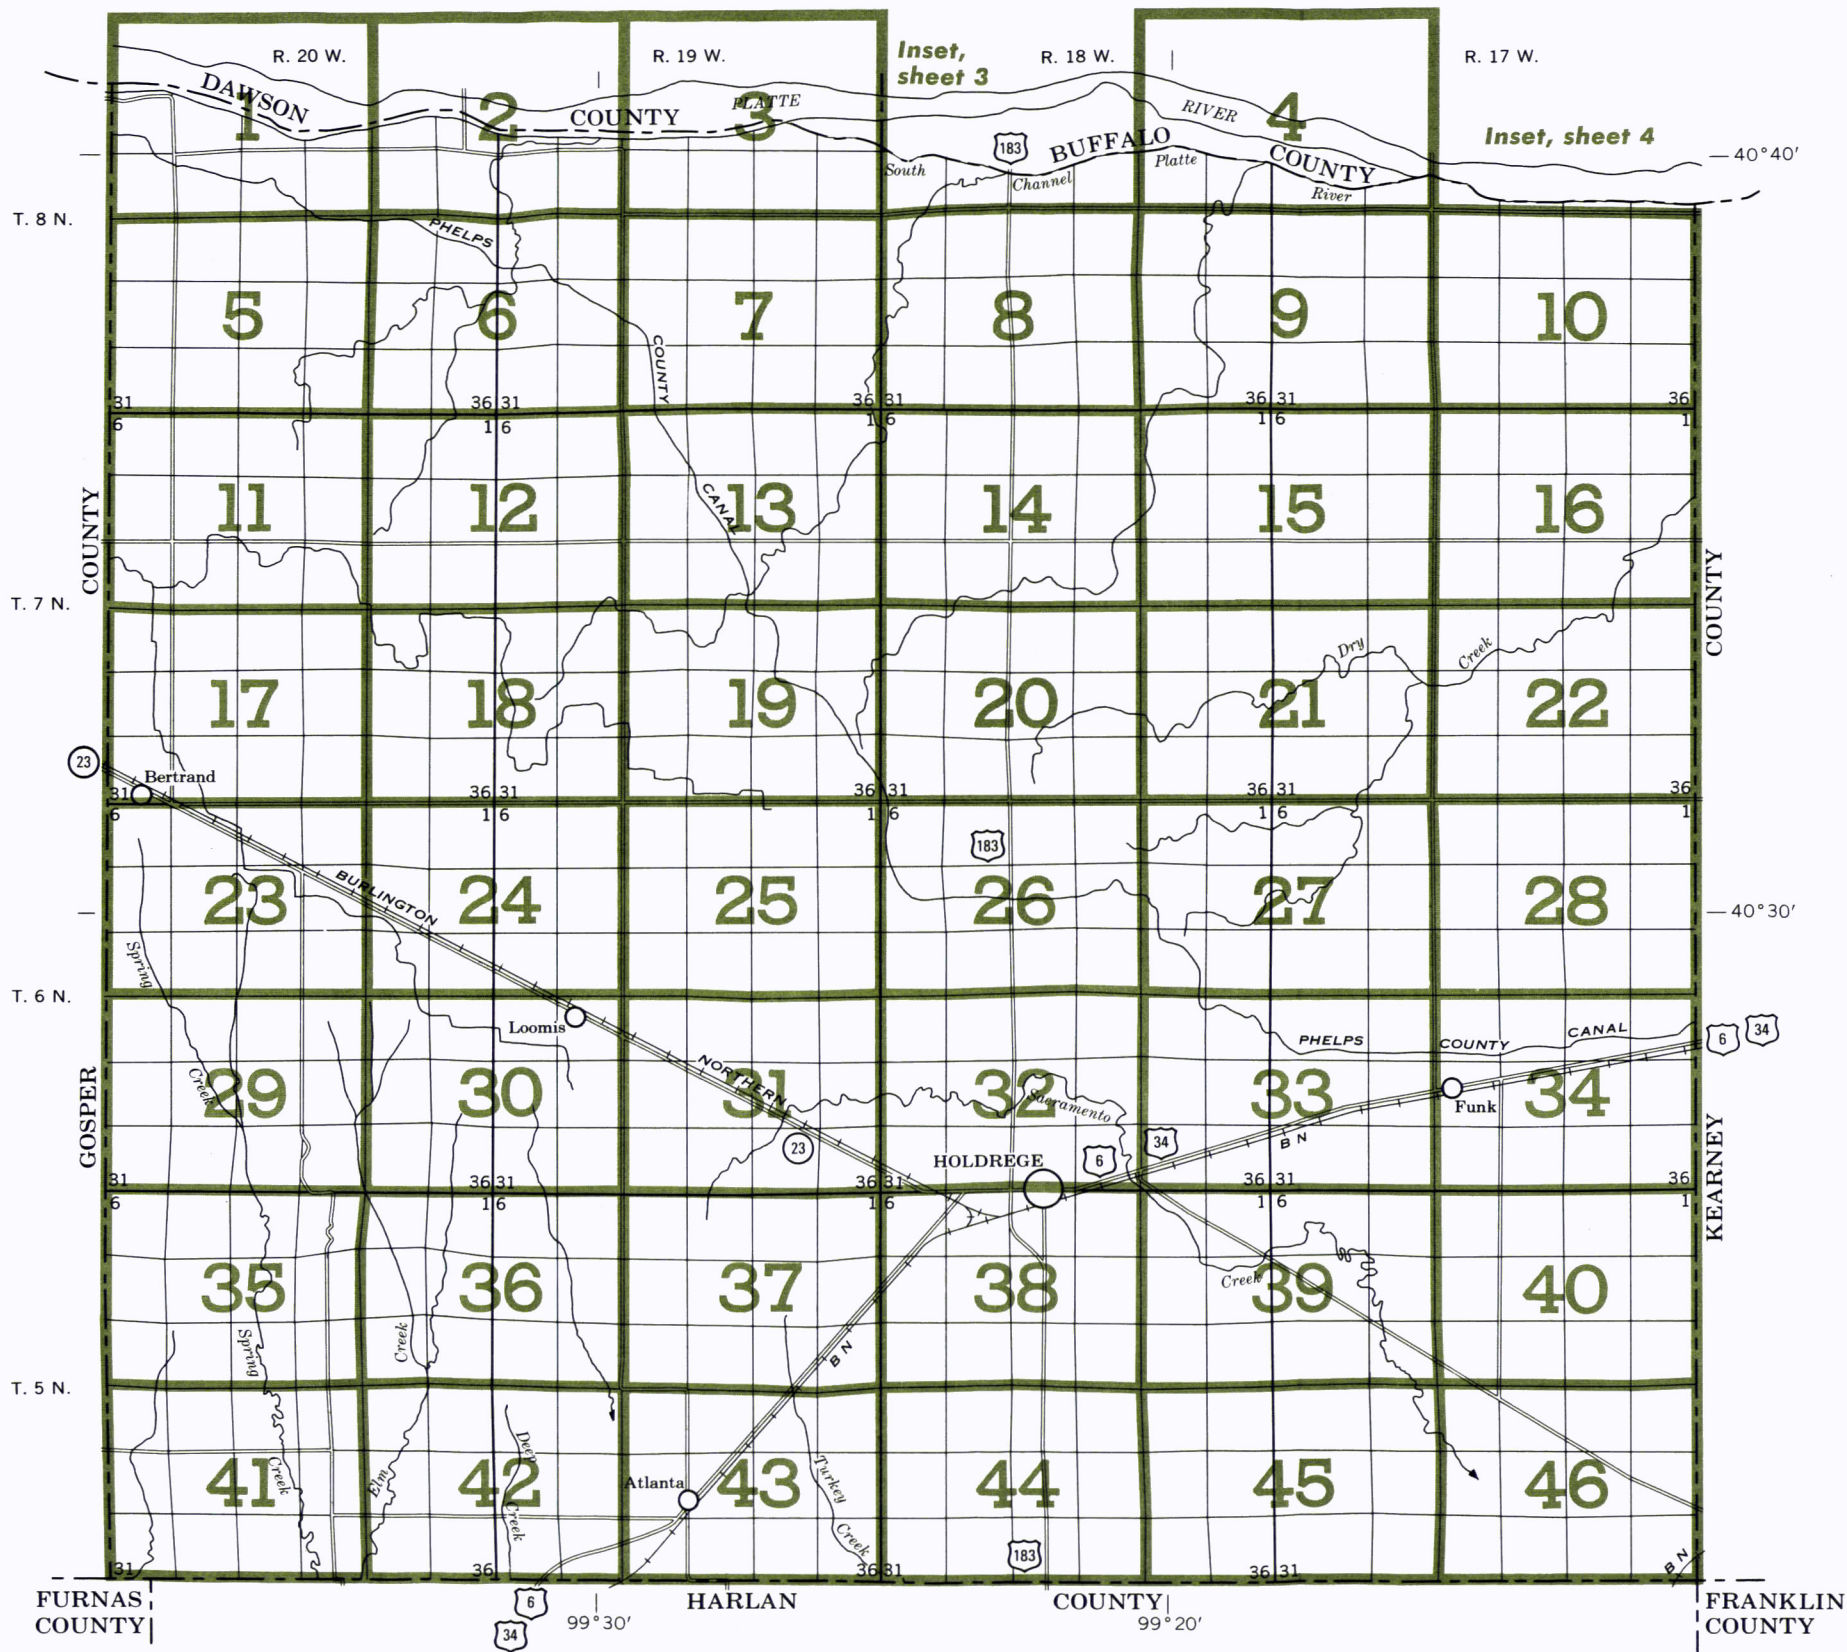 R. 20 W.
R. 19 W.
Inset,
sheet 3
R. 18 W.
R. 17 W.
DAWSON
COUNTY
PLATTE
RIVER
1
2
3
4
183
BUFFALO
COUNTY
Inset, sheet 4
South
Channel
Platte
River
40°40'
T. 8 N.
PHELPS
5
6
7
8
9
10
COUNTY
31
36 31
36 31
36 31
36
6
1 6
1 6
1 6
1
COUNTY
11
12
CANAL
13
14
15
16
COUNTY
T. 7 N.
Dry
Creek
17
18
19
20
21
22
23
Bertrand
31
36 31
36 31
36 31
36
6
1 6
1 6
1 6
1
183
BURLINGTON
23
24
25
26
27
28
40°30'
Spring
T. 6 N.
Loomis
PHELPS
COUNTY
CANAL
6
34
NORTHERN
Creek
29
30
31
32
33
34
Sacramento
Funk
GOSPER
23
HOLDREGE
6
34
B N
KEARNEY
31
36 31
36 31
36 31
36
6
1 6
1 6
1 6
1
35
36
37
38
Creek
39
40
Spring
Creek
B N
T. 5 N.
Deep
Turkey
41
Creek
Elm
42
Creek
Atlanta
43
Creek
44
45
46
183
B N
31
36
36 31
36 31
FURNAS
COUNTY
6
34
99°30'
HARLAN
COUNTY
99°20'
FRANKLIN
COUNTY